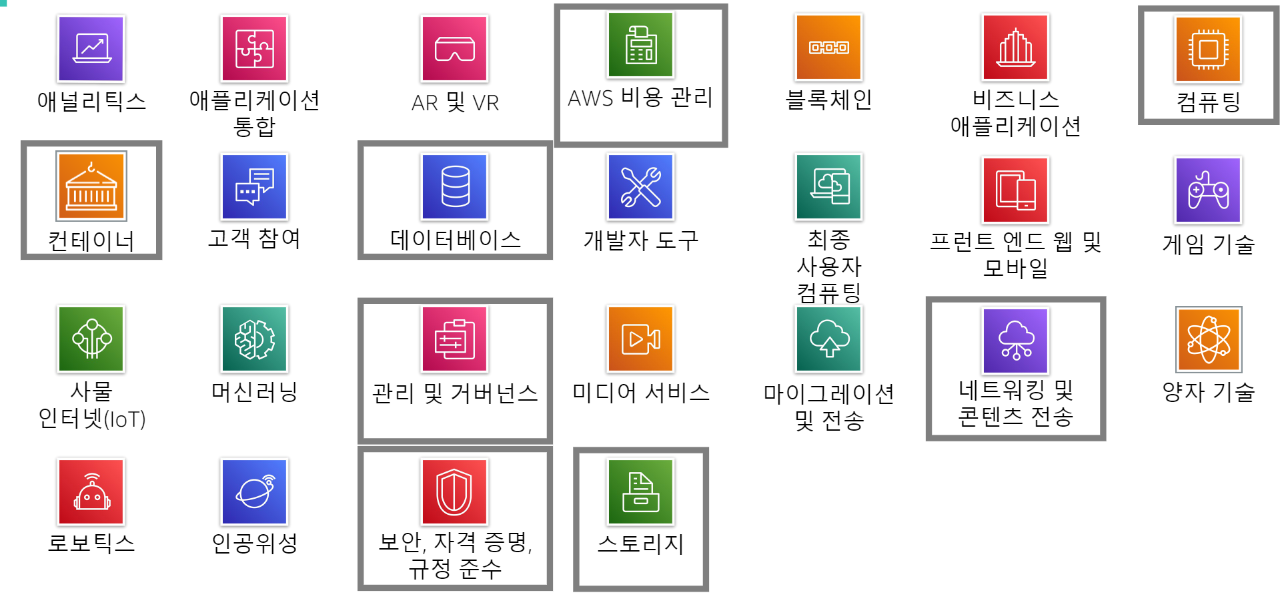 애널리틱스
애플리케이션
통합
AR 및 VR
AWS 비용 관리
블록체인
비즈니스
애플리케이션
컴퓨팅
컨테이너
고객 참여
데이터베이스
개발자 도구
최종
사용자
컴퓨팅
프런트 엔드 웹 및
모바일
게임 기술
사물
인터넷(IoT)
머신러닝
관리 및 거버넌스
미디어 서비스
마이그레이션
및 전송
네트워킹 및
콘텐츠 전송
양자 기술
로보틱스
인공위성
보안, 자격 증명,
규정 준수
스토리지